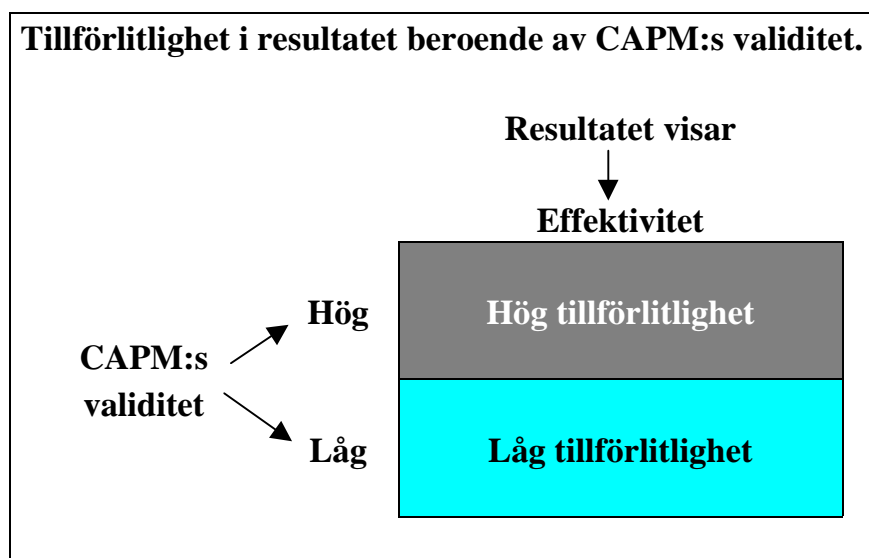 Tillförlitlighet i resultatet beroende av CAPM:s validitet.
Resultatet visar
Effektivitet
Hög
Hög tillförlitlighet
CAPM:s
validitet
Låg
Låg tillförlitlighet